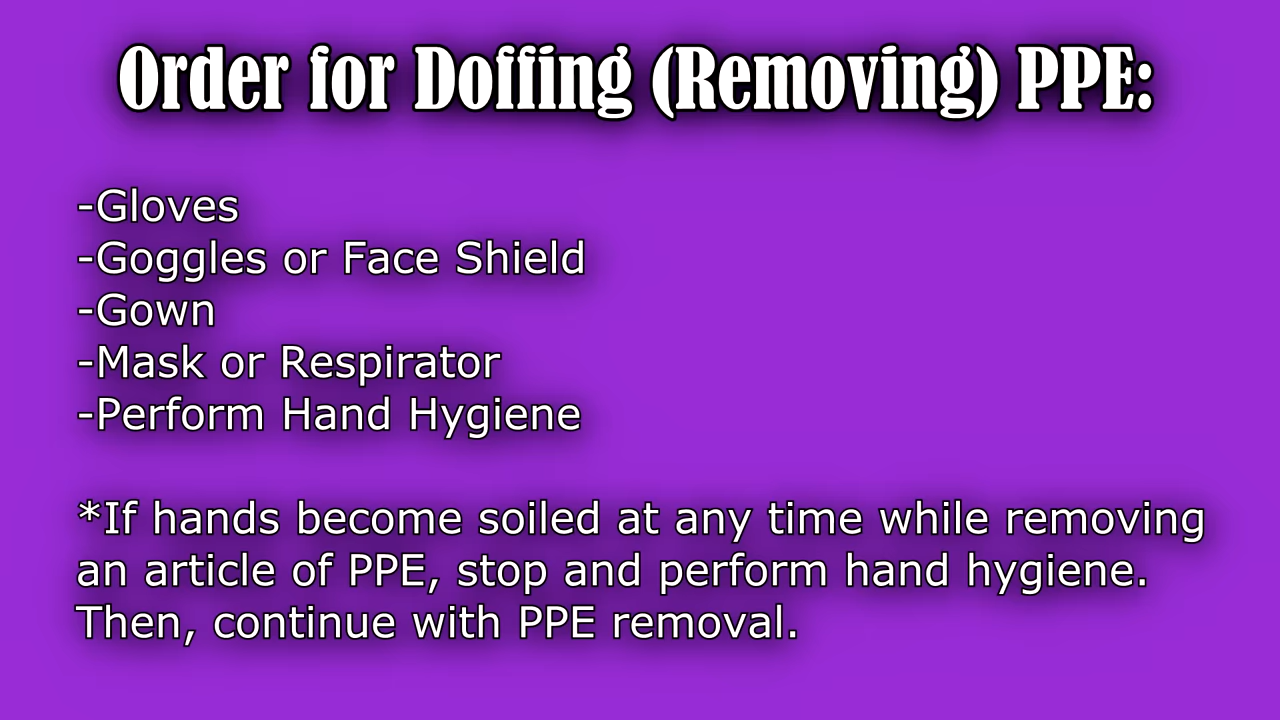 Order for Doffing (Removing) PPE:
-Gloves
-Goggles or Face Shield
-Gown
-Mask or Respirator
-Perform Hand Hygiene
*If hands become soiled at any time while removing
an article of PPE, stop and perform hand hygiene.
Then, continue with PPE removal.